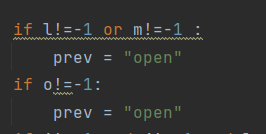 if l!=-1 or m!=-1 :
    prev = "open"
if o!=-1:
    prev = "open"